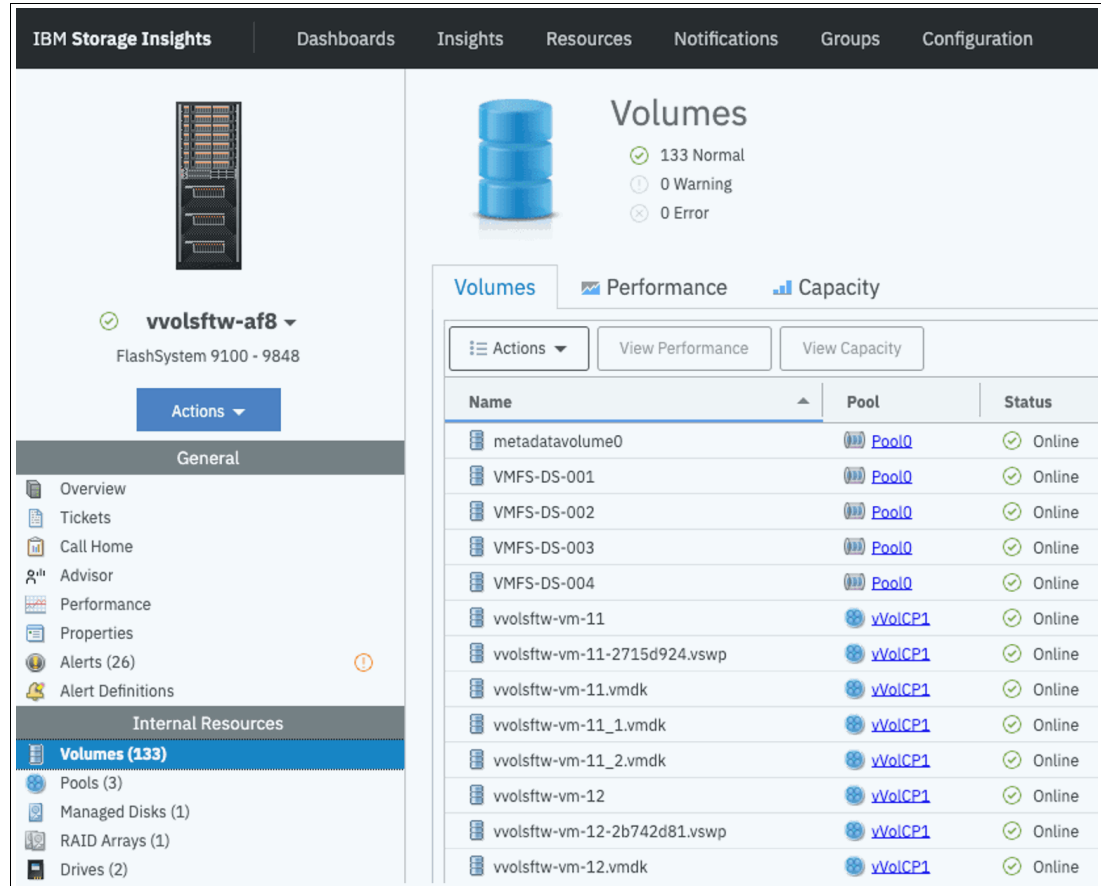 IBM Storage Insights Dashboards Insights Resources Notifications Groups Configuration
vvolsftw-af8
FlashSystem 9100 - 9848
Actions
General
Overview
Tickets
Call Home
Advisor
Performance
Properties
Alerts (26)
Alert Definitions
Internal Resources
Volumes (133)
Pools (3)
Managed Disks (1)
RAID Arrays (1)
Drives (2)
Volumes
133 Normal
0 Warning
0 Error
Volumes Performance Capacity
Actions View Performance View Capacity
Name Pool Status
metadatavolume0 Pool0 Online
VMFS-DS-001 Pool0 Online
VMFS-DS-002 Pool0 Online
VMFS-DS-003 Pool0 Online
VMFS-DS-004 Pool0 Online
vvolsftw-vm-11 vVolCP1 Online
vvolsftw-vm-11-2715d924.vswp vVolCP1 Online
vvolsftw-vm-11.vmdk vVolCP1 Online
vvolsftw-vm-11_1.vmdk vVolCP1 Online
vvolsftw-vm-11_2.vmdk vVolCP1 Online
vvolsftw-vm-12 vVolCP1 Online
vvolsftw-vm-12-2b742d81.vswp vVolCP1 Online
vvolsftw-vm-12.vmdk vVolCP1 Online